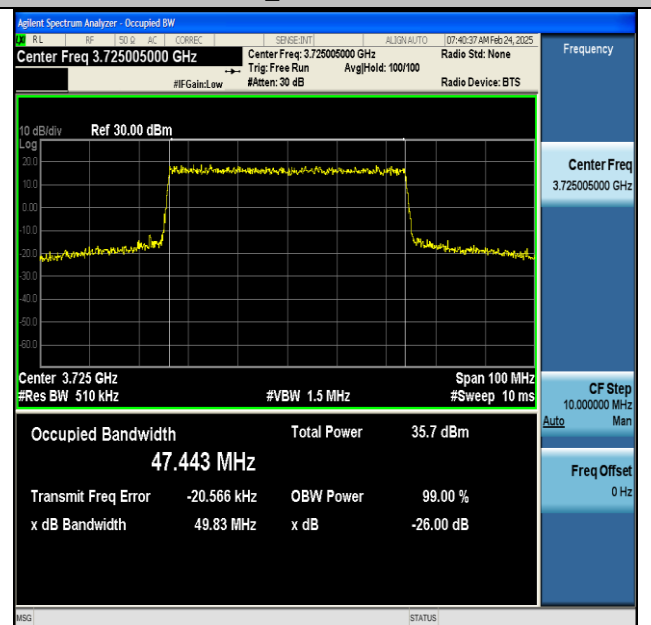 Agilent Spectrum Analyzer - Occupied BW
LXI RL RF 50 Ω AC CORREC SENSE:INT ALIGN AUTO 07:40:37 AM Feb 24, 2025
Center Freq 3.725005000 GHz Center Freq: 3.725005000 GHz Radio Std: None Frequency
Trig: Free Run Avg|Hold: 100/100
#IFGain:Low #Atten: 30 dB Radio Device: BTS
10 dB/div Ref 30.00 dBm
Log
20.0
10.0
0.00
-10.0
-20.0
-30.0
-40.0
-50.0
-60.0
Center Freq
3.725005000 GHz
Center 3.725 GHz Span 100 MHz
#Res BW 510 kHz #VBW 1.5 MHz #Sweep 10 ms
CF Step
10.000000 MHz
Auto Man
Occupied Bandwidth Total Power 35.7 dBm
47.443 MHz
Freq Offset
0 Hz
Transmit Freq Error -20.566 kHz OBW Power 99.00 %
x dB Bandwidth 49.83 MHz x dB -26.00 dB
MSG STATUS